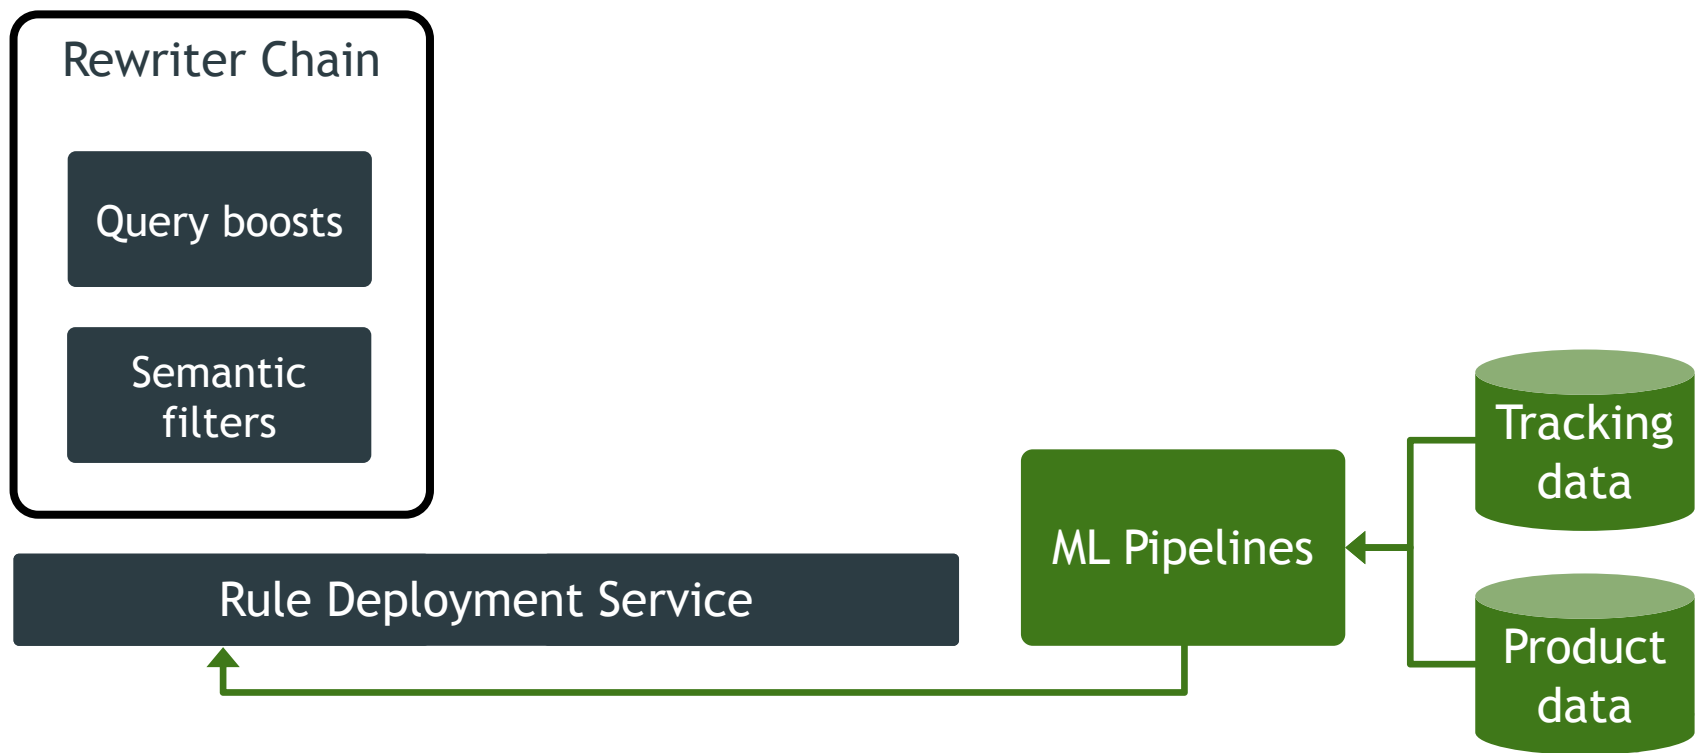 Rewriter Chain
Query boosts
Semantic
filters
Rule Deployment Service
ML Pipelines
Tracking
data
Product
data